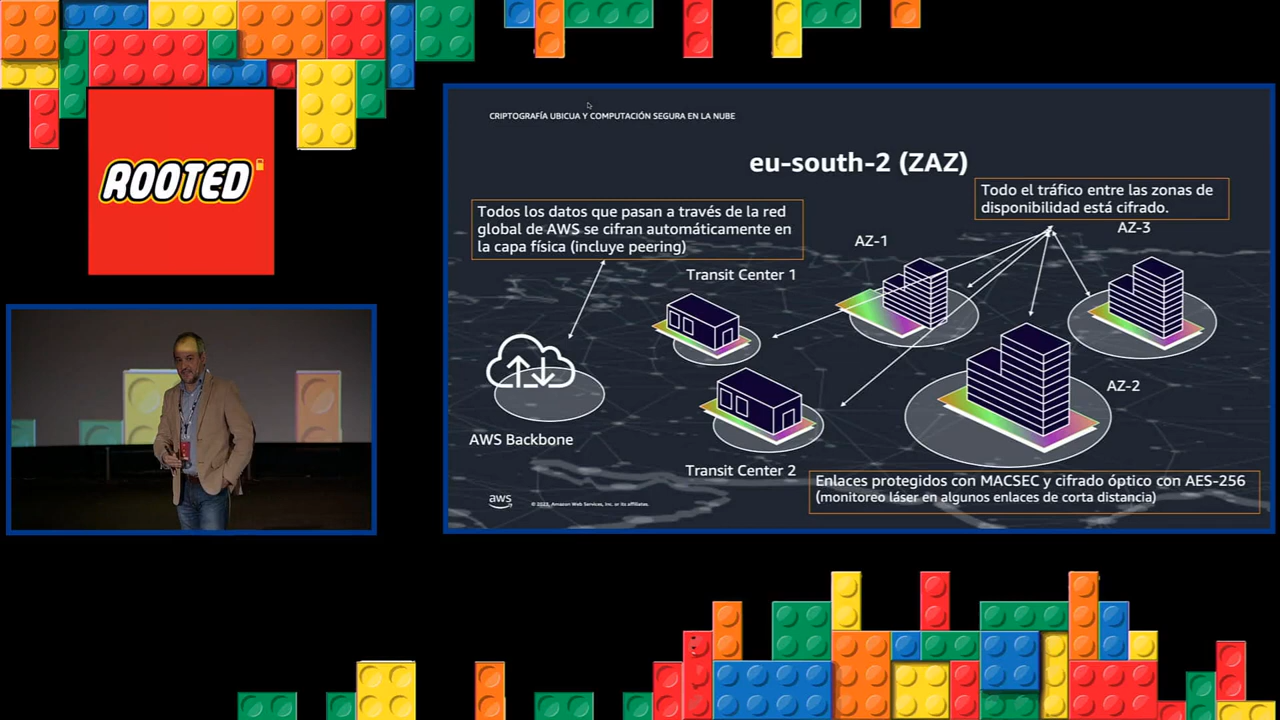 ROOTED
CRIPTOGRAFÍA UBICUA Y COMPUTACIÓN SEGURA EN LA NUBE
eu-south-2 (ZAZ)
Todos los datos que pasan a través de la red
global de AWS se cifran automáticamente en
la capa física (incluye peering)
Todo el tráfico entre las zonas de
disponibilidad está cifrado.
AZ-1
AZ-3
Transit Center 1
AZ-2
AWS Backbone
Transit Center 2
Enlaces protegidos con MACSEC y cifrado óptico con AES-256
(monitoreo láser en algunos enlaces de corta distancia)
aws
© 2023, Amazon Web Services, Inc. or its affiliates.